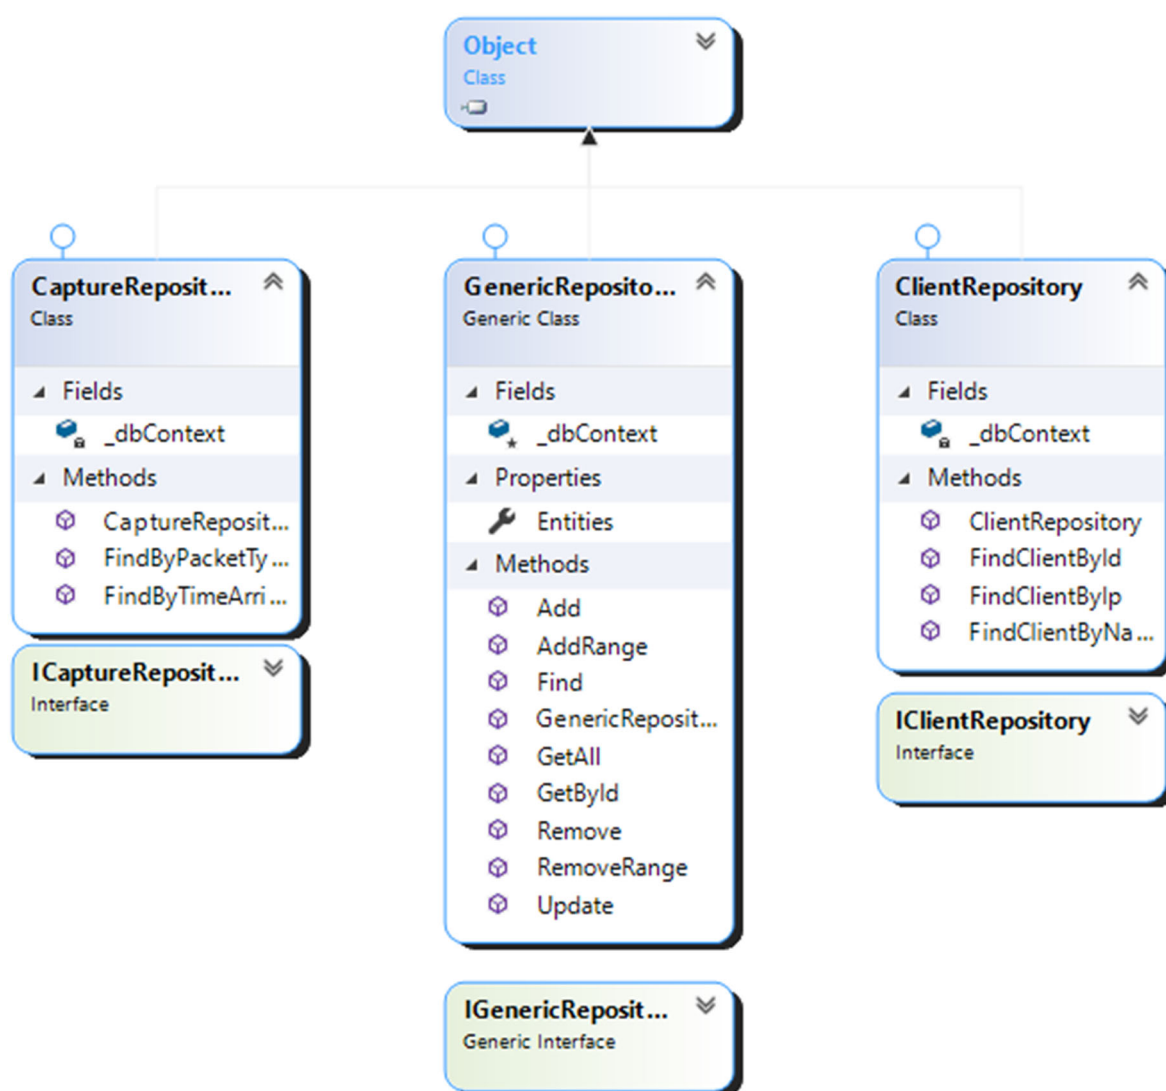 Object
Class
CaptureReposit...
Class
Fields
_dbContext
Methods
CaptureReposit...
FindByPacketTy...
FindByTimeArri...
ICaptureReposit...
Interface
GenericReposito...
Generic Class
Fields
_dbContext
Properties
Entities
Methods
Add
AddRange
Find
GenericReposit...
GetAll
GetById
Remove
RemoveRange
Update
IGenericReposit...
Generic Interface
ClientRepository
Class
Fields
_dbContext
Methods
ClientRepository
FindClientById
FindClientByIp
FindClientByNa...
IClientRepository
Interface